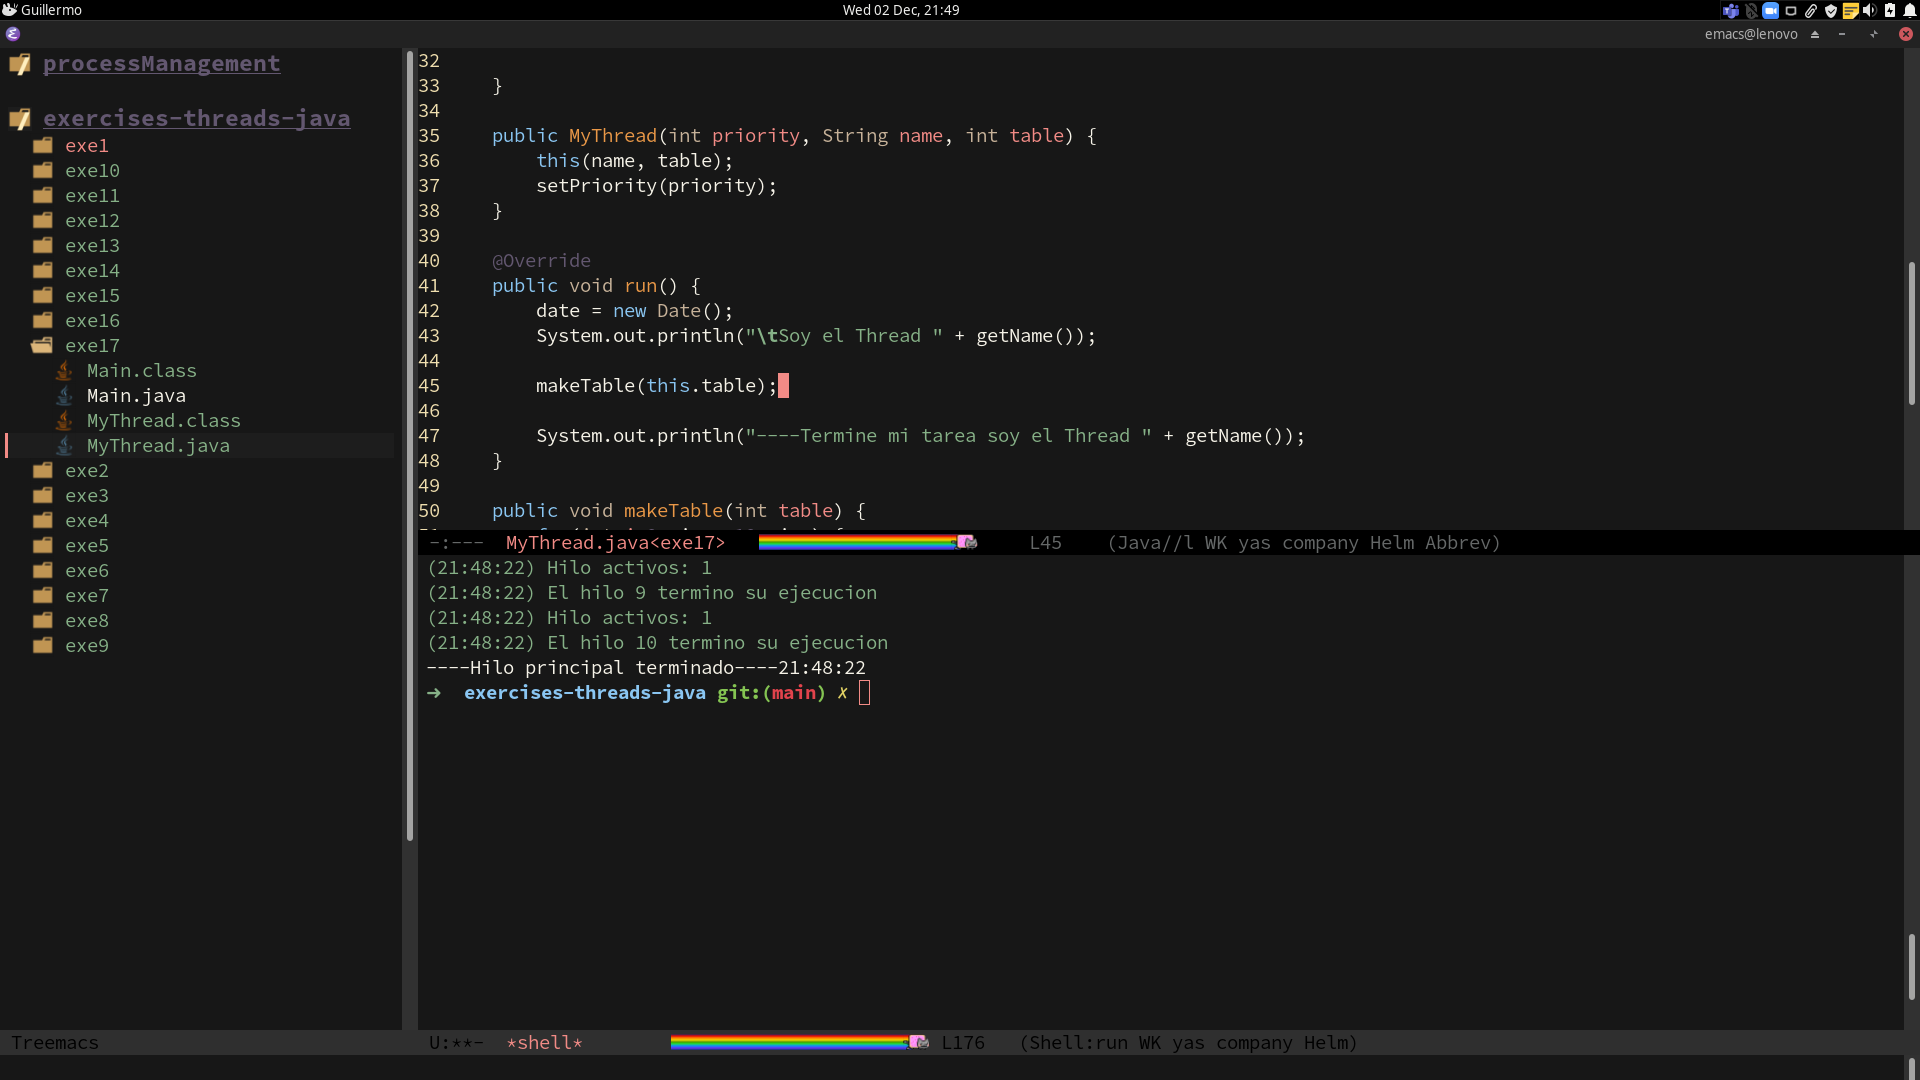 Guillermo
Wed 02 Dec, 21:49
emacs@lenovo
processManagement
exercises-threads-java
exe1
exe10
exe11
exe12
exe13
exe14
exe15
exe16
exe17
Main.class
Main.java
MyThread.class
MyThread.java
exe2
exe3
exe4
exe5
exe6
exe7
exe8
exe9
Treemacs
32
33 }
34
35 public MyThread(int priority, String name, int table) {
36 this(name, table);
37 setPriority(priority);
38 }
39
40 @Override
41 public void run() {
42 date = new Date();
43 System.out.println("\tSoy el Thread " + getName());
44
45 makeTable(this.table);
46
47 System.out.println("----Termine mi tarea soy el Thread " + getName());
48 }
49
50 public void makeTable(int table) {
-:--- MyThread.java<exe17> L45 (Java//l WK yas company Helm Abbrev)
(21:48:22) Hilo activos: 1
(21:48:22) El hilo 9 termino su ejecucion
(21:48:22) Hilo activos: 1
(21:48:22) El hilo 10 termino su ejecucion
----Hilo principal terminado----21:48:22
➜ exercises-threads-java git:(main) ✗
U:**- *shell* L176 (Shell:run WK yas company Helm)